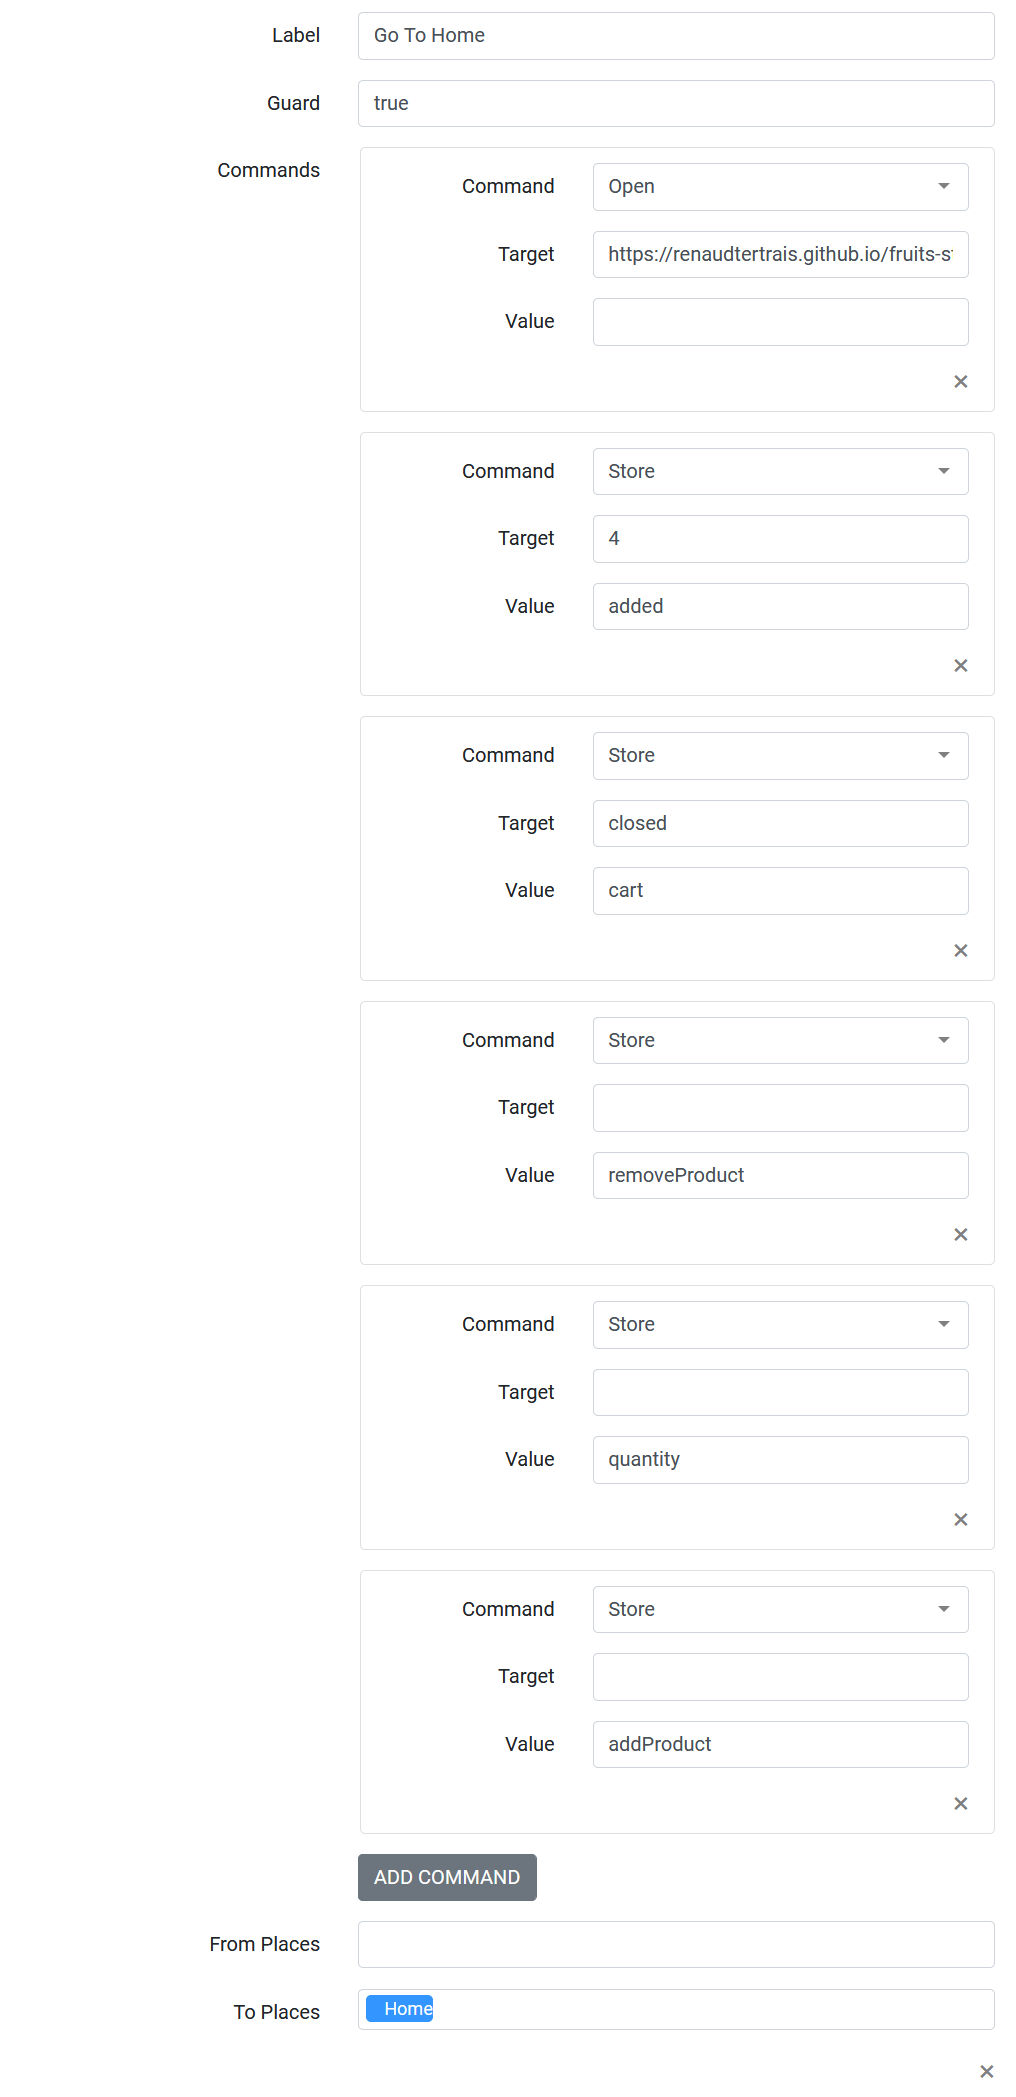 Label Go To Home
Guard true
Commands
Command Open
Target https://renaudtertrais.github.io/fruits-s
Value
×
Command Store
Target 4
Value added
×
Command Store
Target closed
Value cart
×
Command Store
Target
Value removeProduct
×
Command Store
Target
Value quantity
×
Command Store
Target
Value addProduct
×
ADD COMMAND
From Places
To Places Home
×